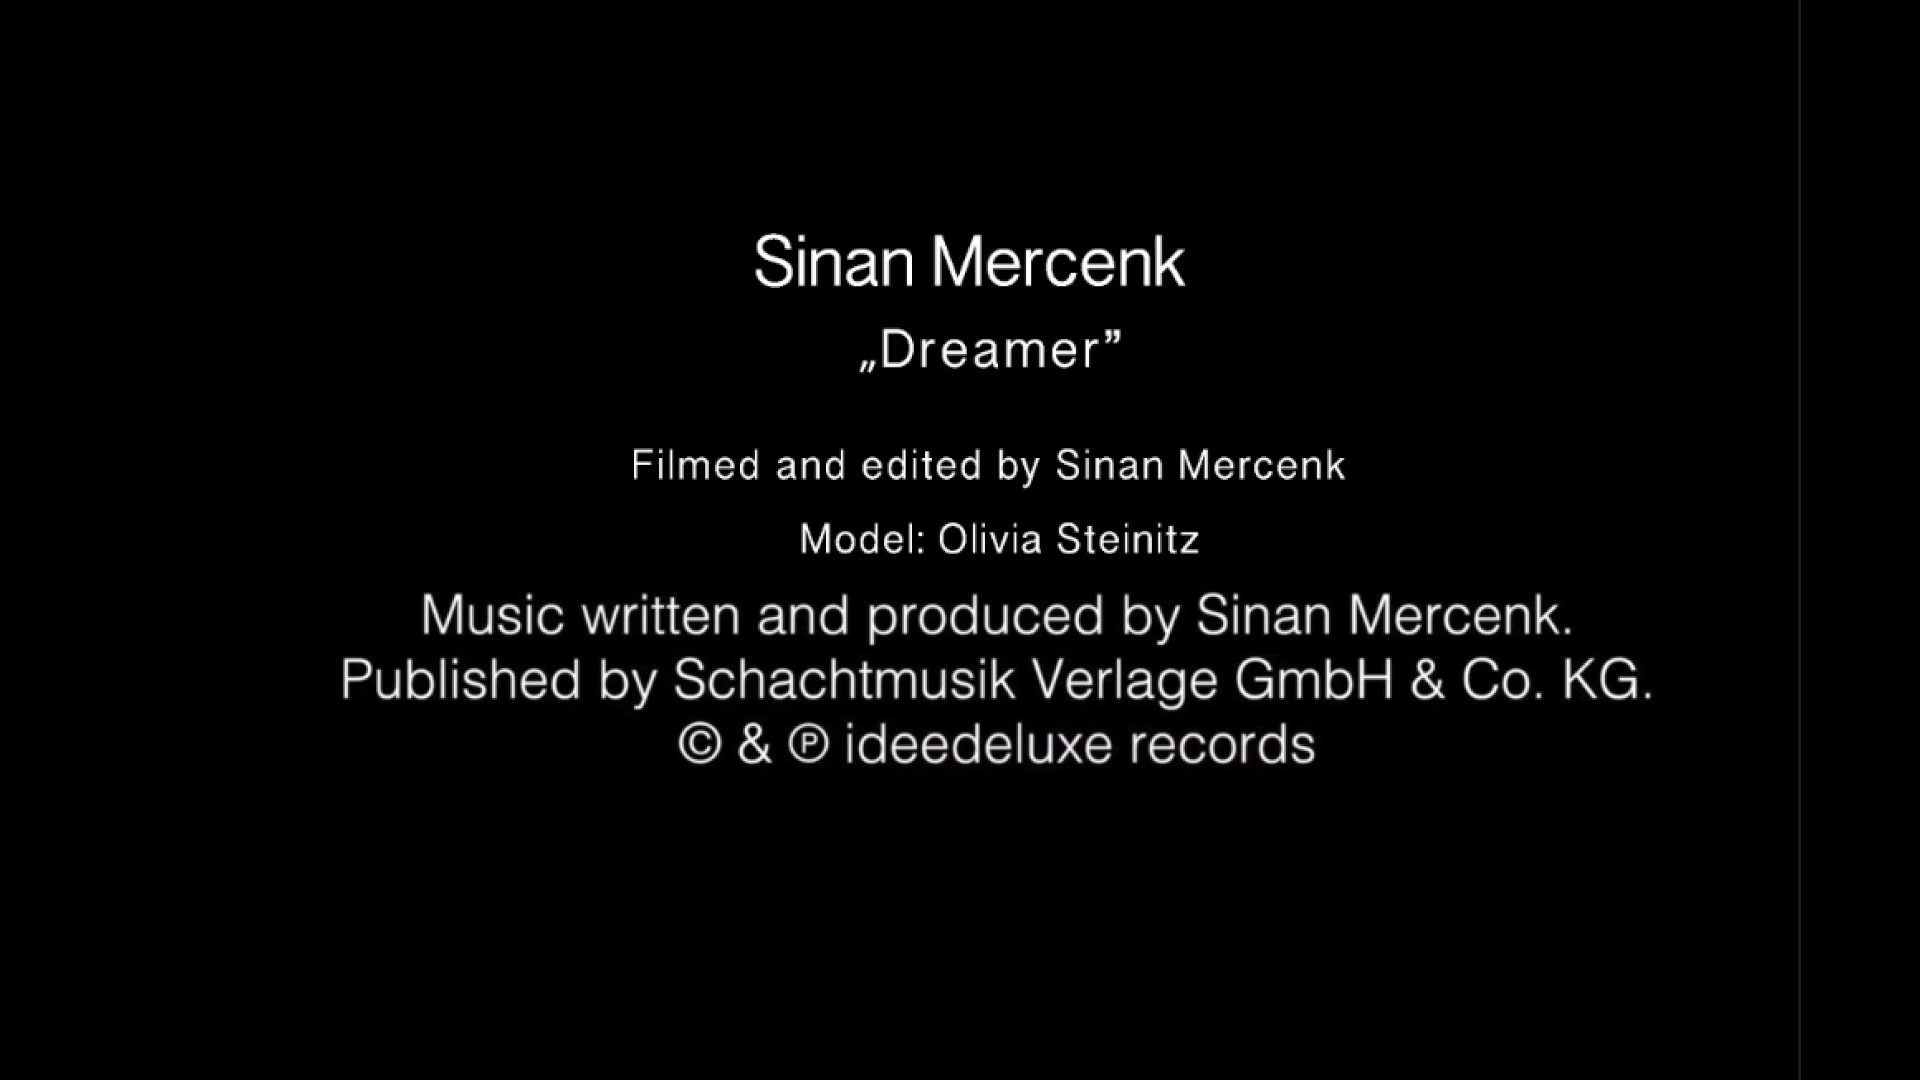 Sinan Mercenk
„Dreamer”
Filmed and edited by Sinan Mercenk
Model: Olivia Steinitz
Music written and produced by Sinan Mercenk.
Published by Schachtmusik Verlage GmbH & Co. KG.
© & ℗ ideedeluxe records